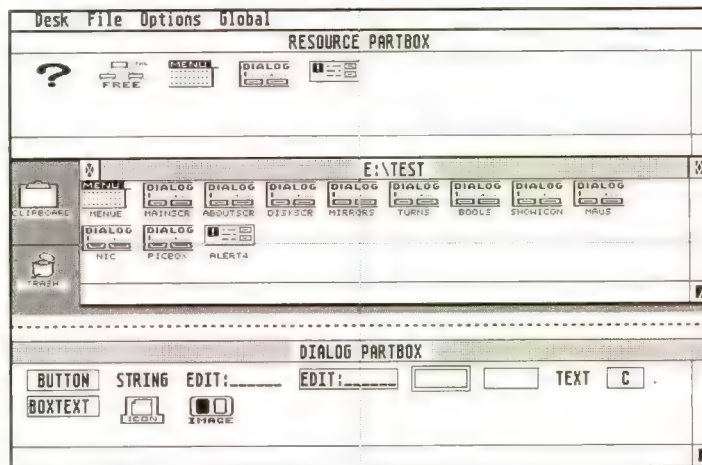 Desk File Options Global
RESOURCE PARTBOX
? FREE MENU DIALOG
E:\TEST
CLIPBOARD
MENU DIALOG DIALOG DIALOG DIALOG DIALOG DIALOG DIALOG DIALOG
MENUE MAINSCR ABOUTSCR DISKSCR MIRRORS TURNS BOOLS SHOWICON MAUS
DIALOG DIALOG
NIC PICBOX ALERT4
TRASH
DIALOG PARTBOX
BUTTON STRING EDIT:______ EDIT:______ TEXT C
BOXTEXT ICON IMAGE